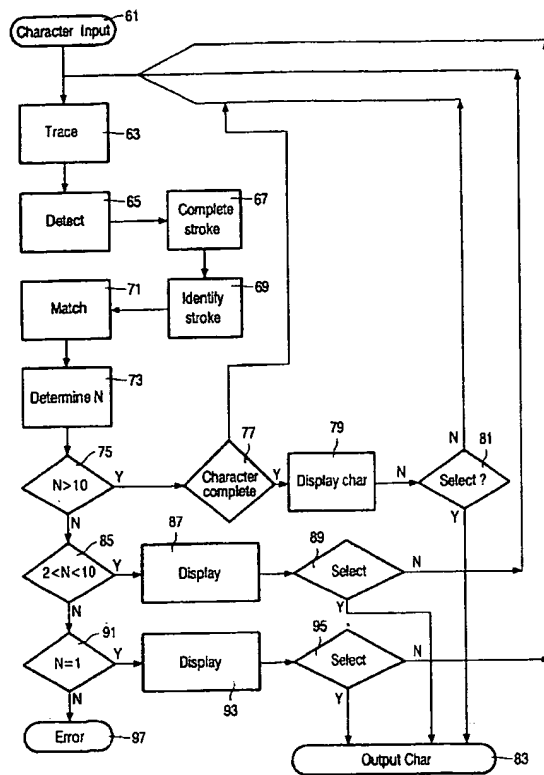 Character Input
61
Trace
63
Detect
65
Complete
stroke
67
Identify
stroke
69
Match
71
Determine N
73
N>10
75
Y
N
Character
complete
77
Y
Display char
79
N
Select ?
81
N
Y
2<N<10
85
Y
N
Display
87
Select
89
N
Y
N=1
91
Y
N
Display
93
Select
95
N
Y
Error
97
Output Char
83